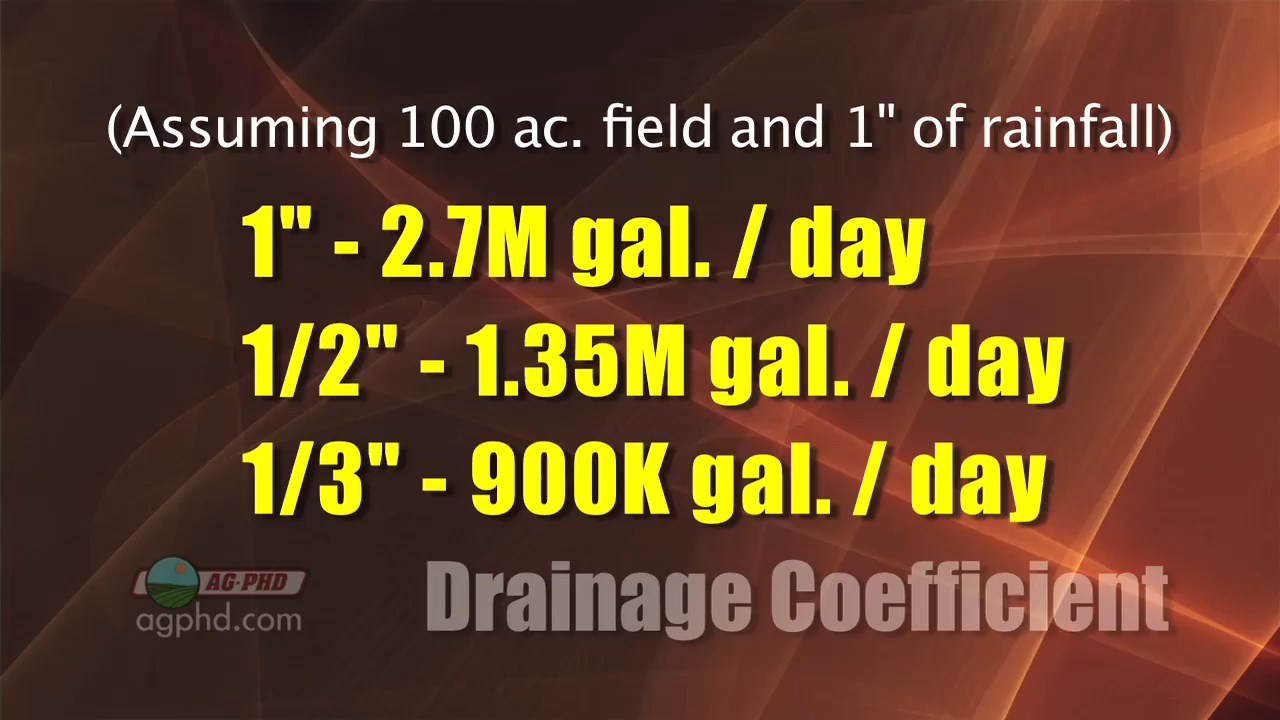 (Assuming 100 ac. field and 1" of rainfall)
1" - 2.7M gal. / day
1/2" - 1.35M gal. / day
1/3" - 900K gal. / day
AG-PHD
agphd.com
Drainage Coefficient